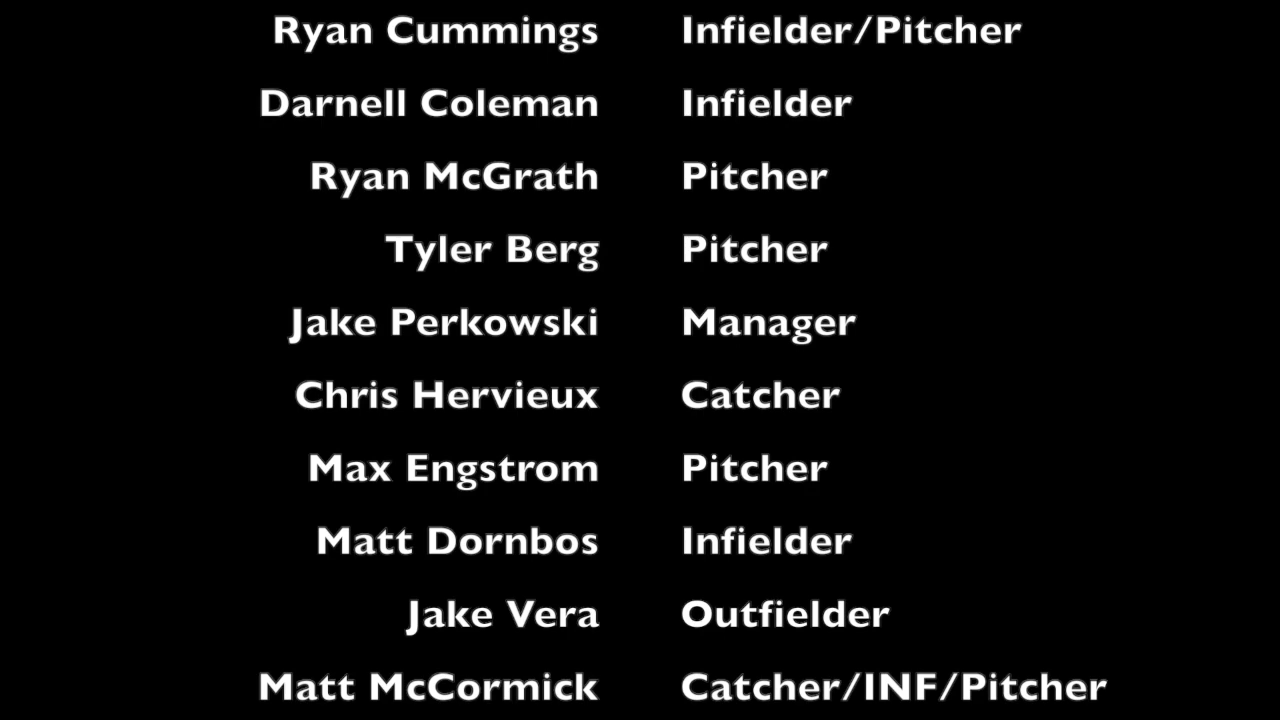 Ryan Cummings Infielder/Pitcher
Darnell Coleman Infielder
Ryan McGrath Pitcher
Tyler Berg Pitcher
Jake Perkowski Manager
Chris Hervieux Catcher
Max Engstrom Pitcher
Matt Dornbos Infielder
Jake Vera Outfielder
Matt McCormick Catcher/INF/Pitcher